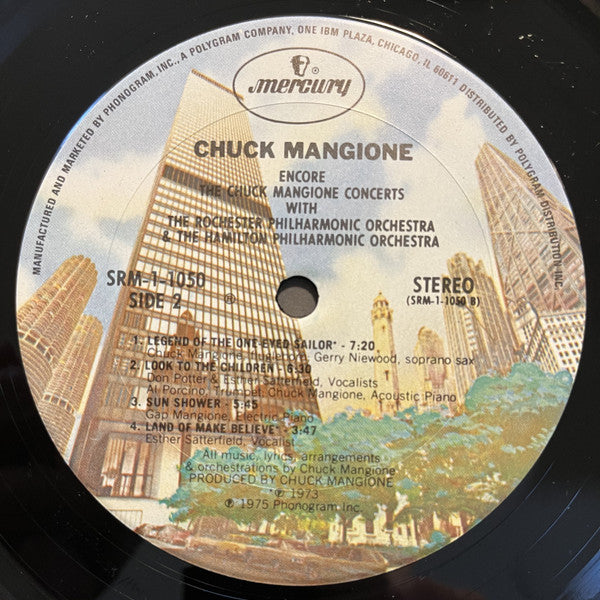 MANUFACTURED AND MARKETED BY PHONOGRAM, INC., A POLYGRAM COMPANY, ONE IBM PLAZA, CHICAGO, IL 60611 DISTRIBUTED BY POLYGRAM DISTRIBUTION INC.
mercury ®
CHUCK MANGIONE
ENCORE
THE CHUCK MANGIONE CONCERTS
WITH
THE ROCHESTER PHILHARMONIC ORCHESTRA
& THE HAMILTON PHILHARMONIC ORCHESTRA
SRM-1-1050
SIDE 2
℗
STEREO
(SRM-1-1050 B)
1. LEGEND OF THE ONE-EYED SAILOR* - 7:20
Chuck Mangione, flugelhorn, Gerry Niewood, soprano sax
2. LOOK TO THE CHILDREN - 6:30
Don Potter & Esther Satterfield, Vocalists
Al Porcino, Trumpet; Chuck Mangione, Acoustic Piano
3. SUN SHOWER - 5:45
Gap Mangione, Electric Piano
4. LAND OF MAKE BELIEVE* - 3:47
Esther Satterfield, Vocalist
All music, lyrics, arrangements
& orchestrations by Chuck Mangione
PRODUCED BY CHUCK MANGIONE
*℗ 1973
℗ 1975 Phonogram Inc.